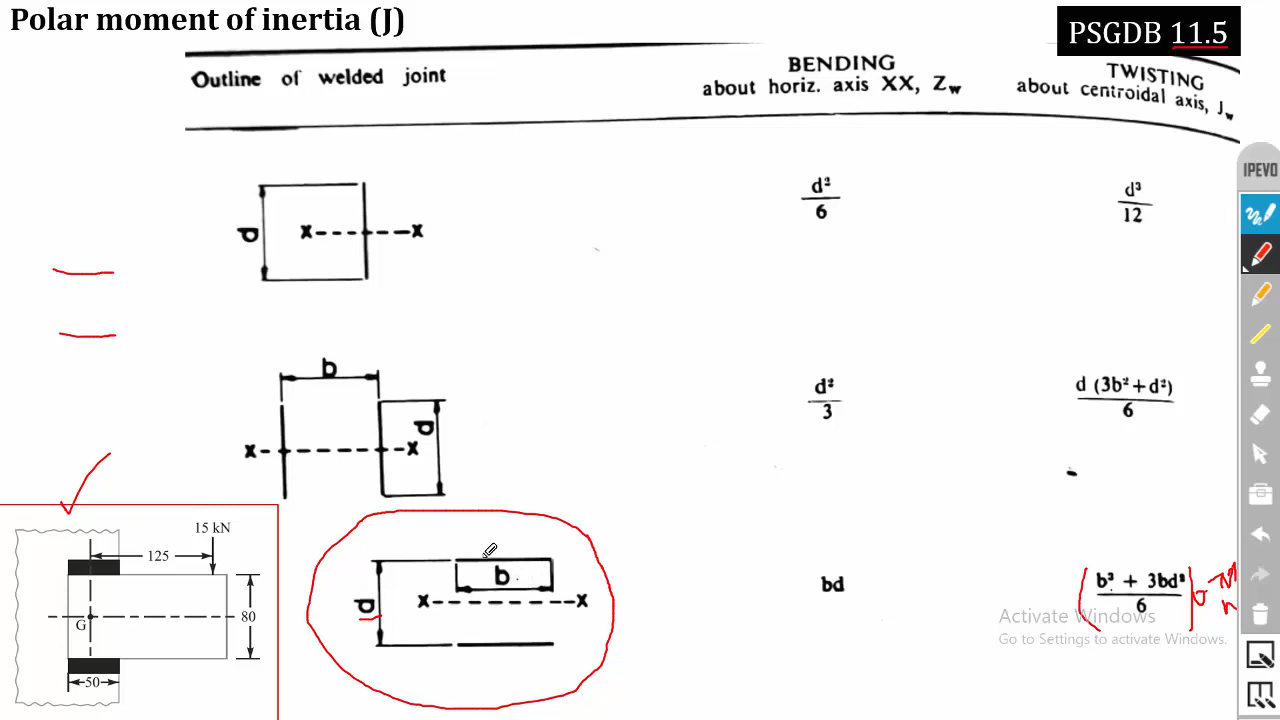 Polar moment of inertia (J)
PSGDB 11.5
Outline of welded joint
BENDING
about horiz. axis XX, Zw
TWISTING
about centroidal axis, Jw
IPEVO
d
x x
d²
6
d³
12
b
d
x x
d²
3
d (3b² + d²)
6
15 kN
125
80
G
50
b
d
x x
bd
b³ + 3bd²
6
Activate Windows
Go to Settings to activate Windows.